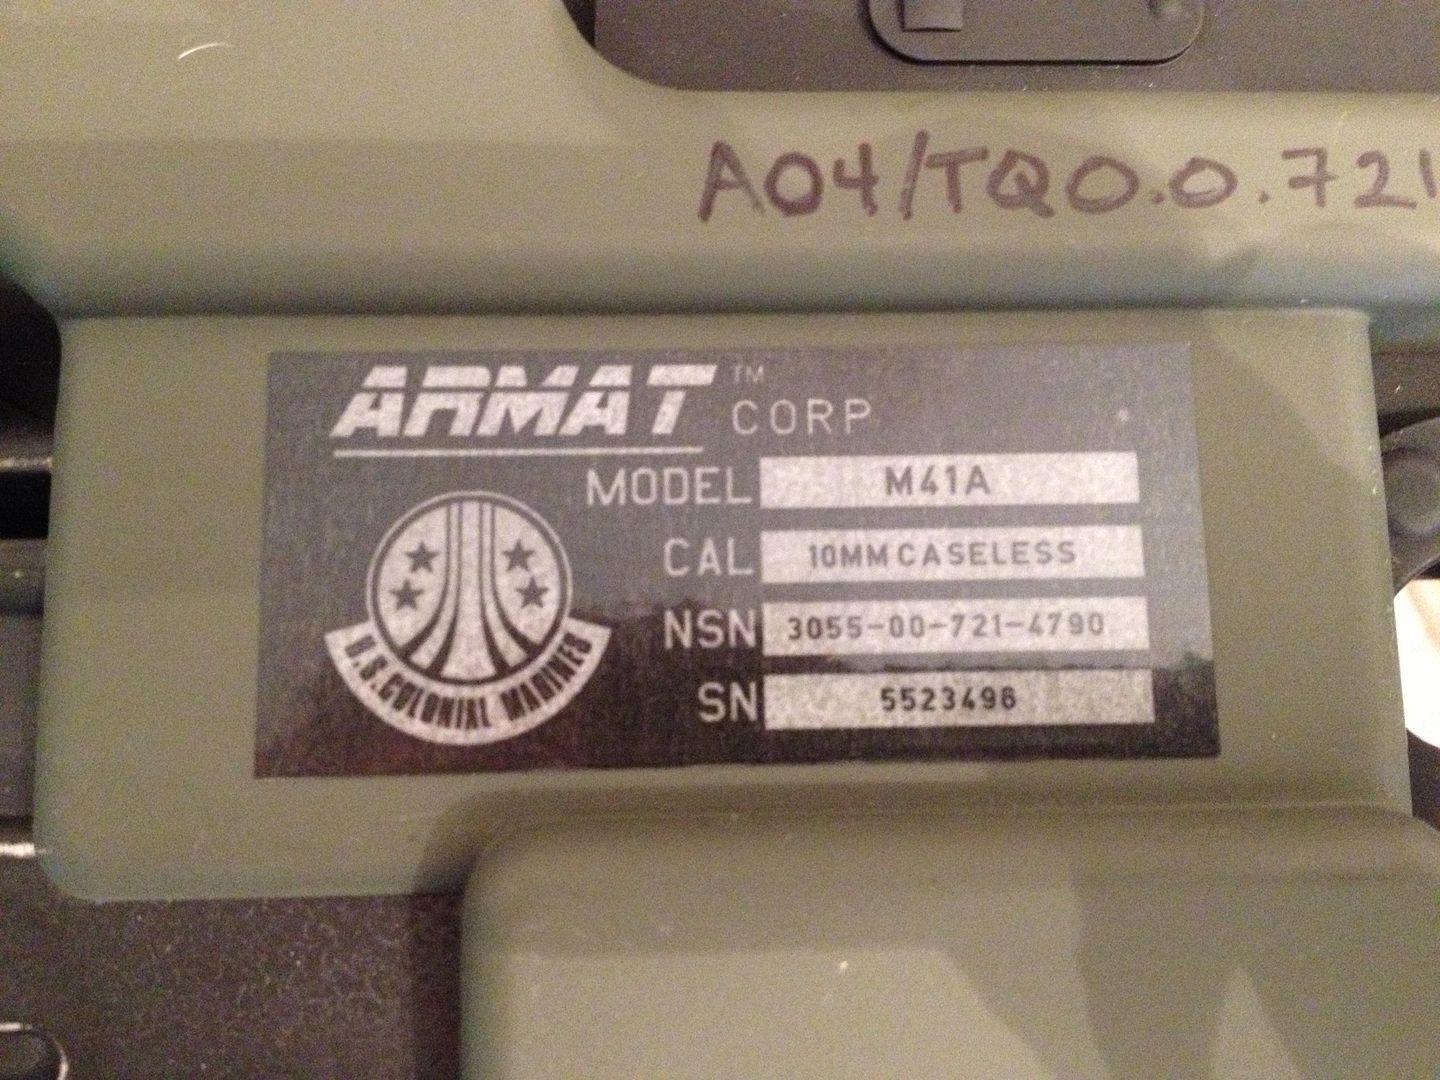 A04/TQ0.0.721
ARMAT™ CORP
MODEL M41A
CAL 10MM CASELESS
NSN 3055-00-721-4790
SN 5523496
U.S. COLONIAL MARINES